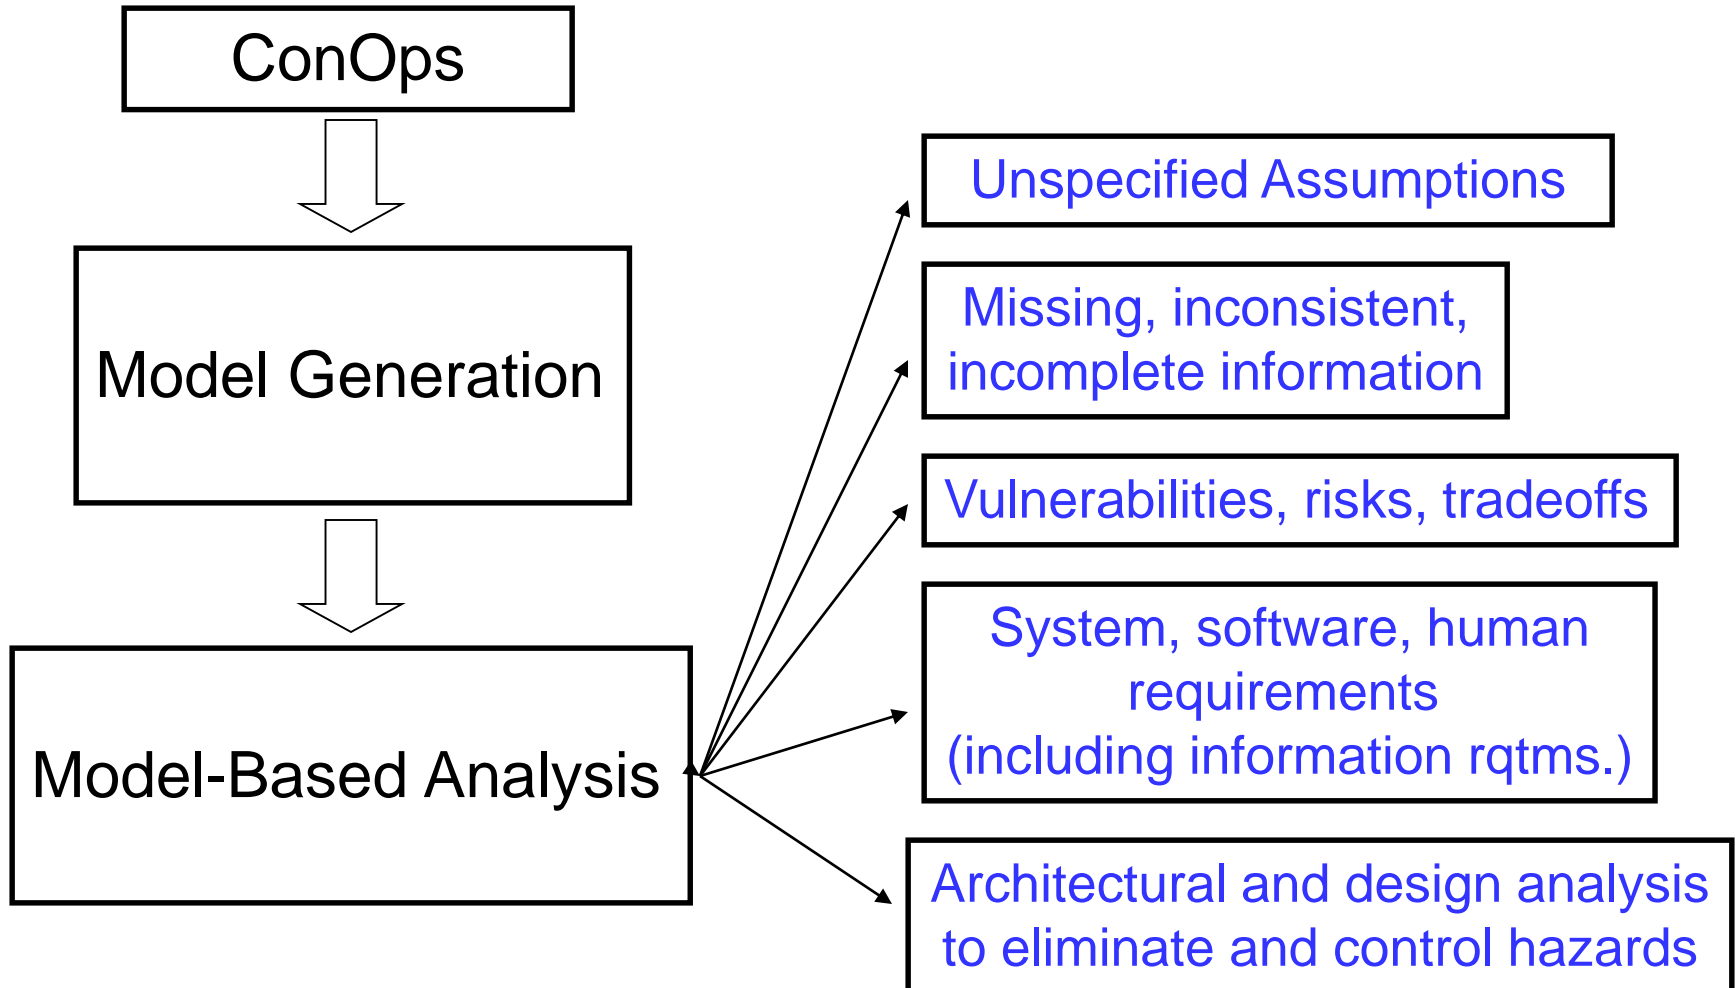 ConOps
Model Generation
Model-Based Analysis
Unspecified Assumptions
Missing, inconsistent,
incomplete information
Vulnerabilities, risks, tradeoffs
System, software, human
requirements
(including information rqtms.)
Architectural and design analysis
to eliminate and control hazards